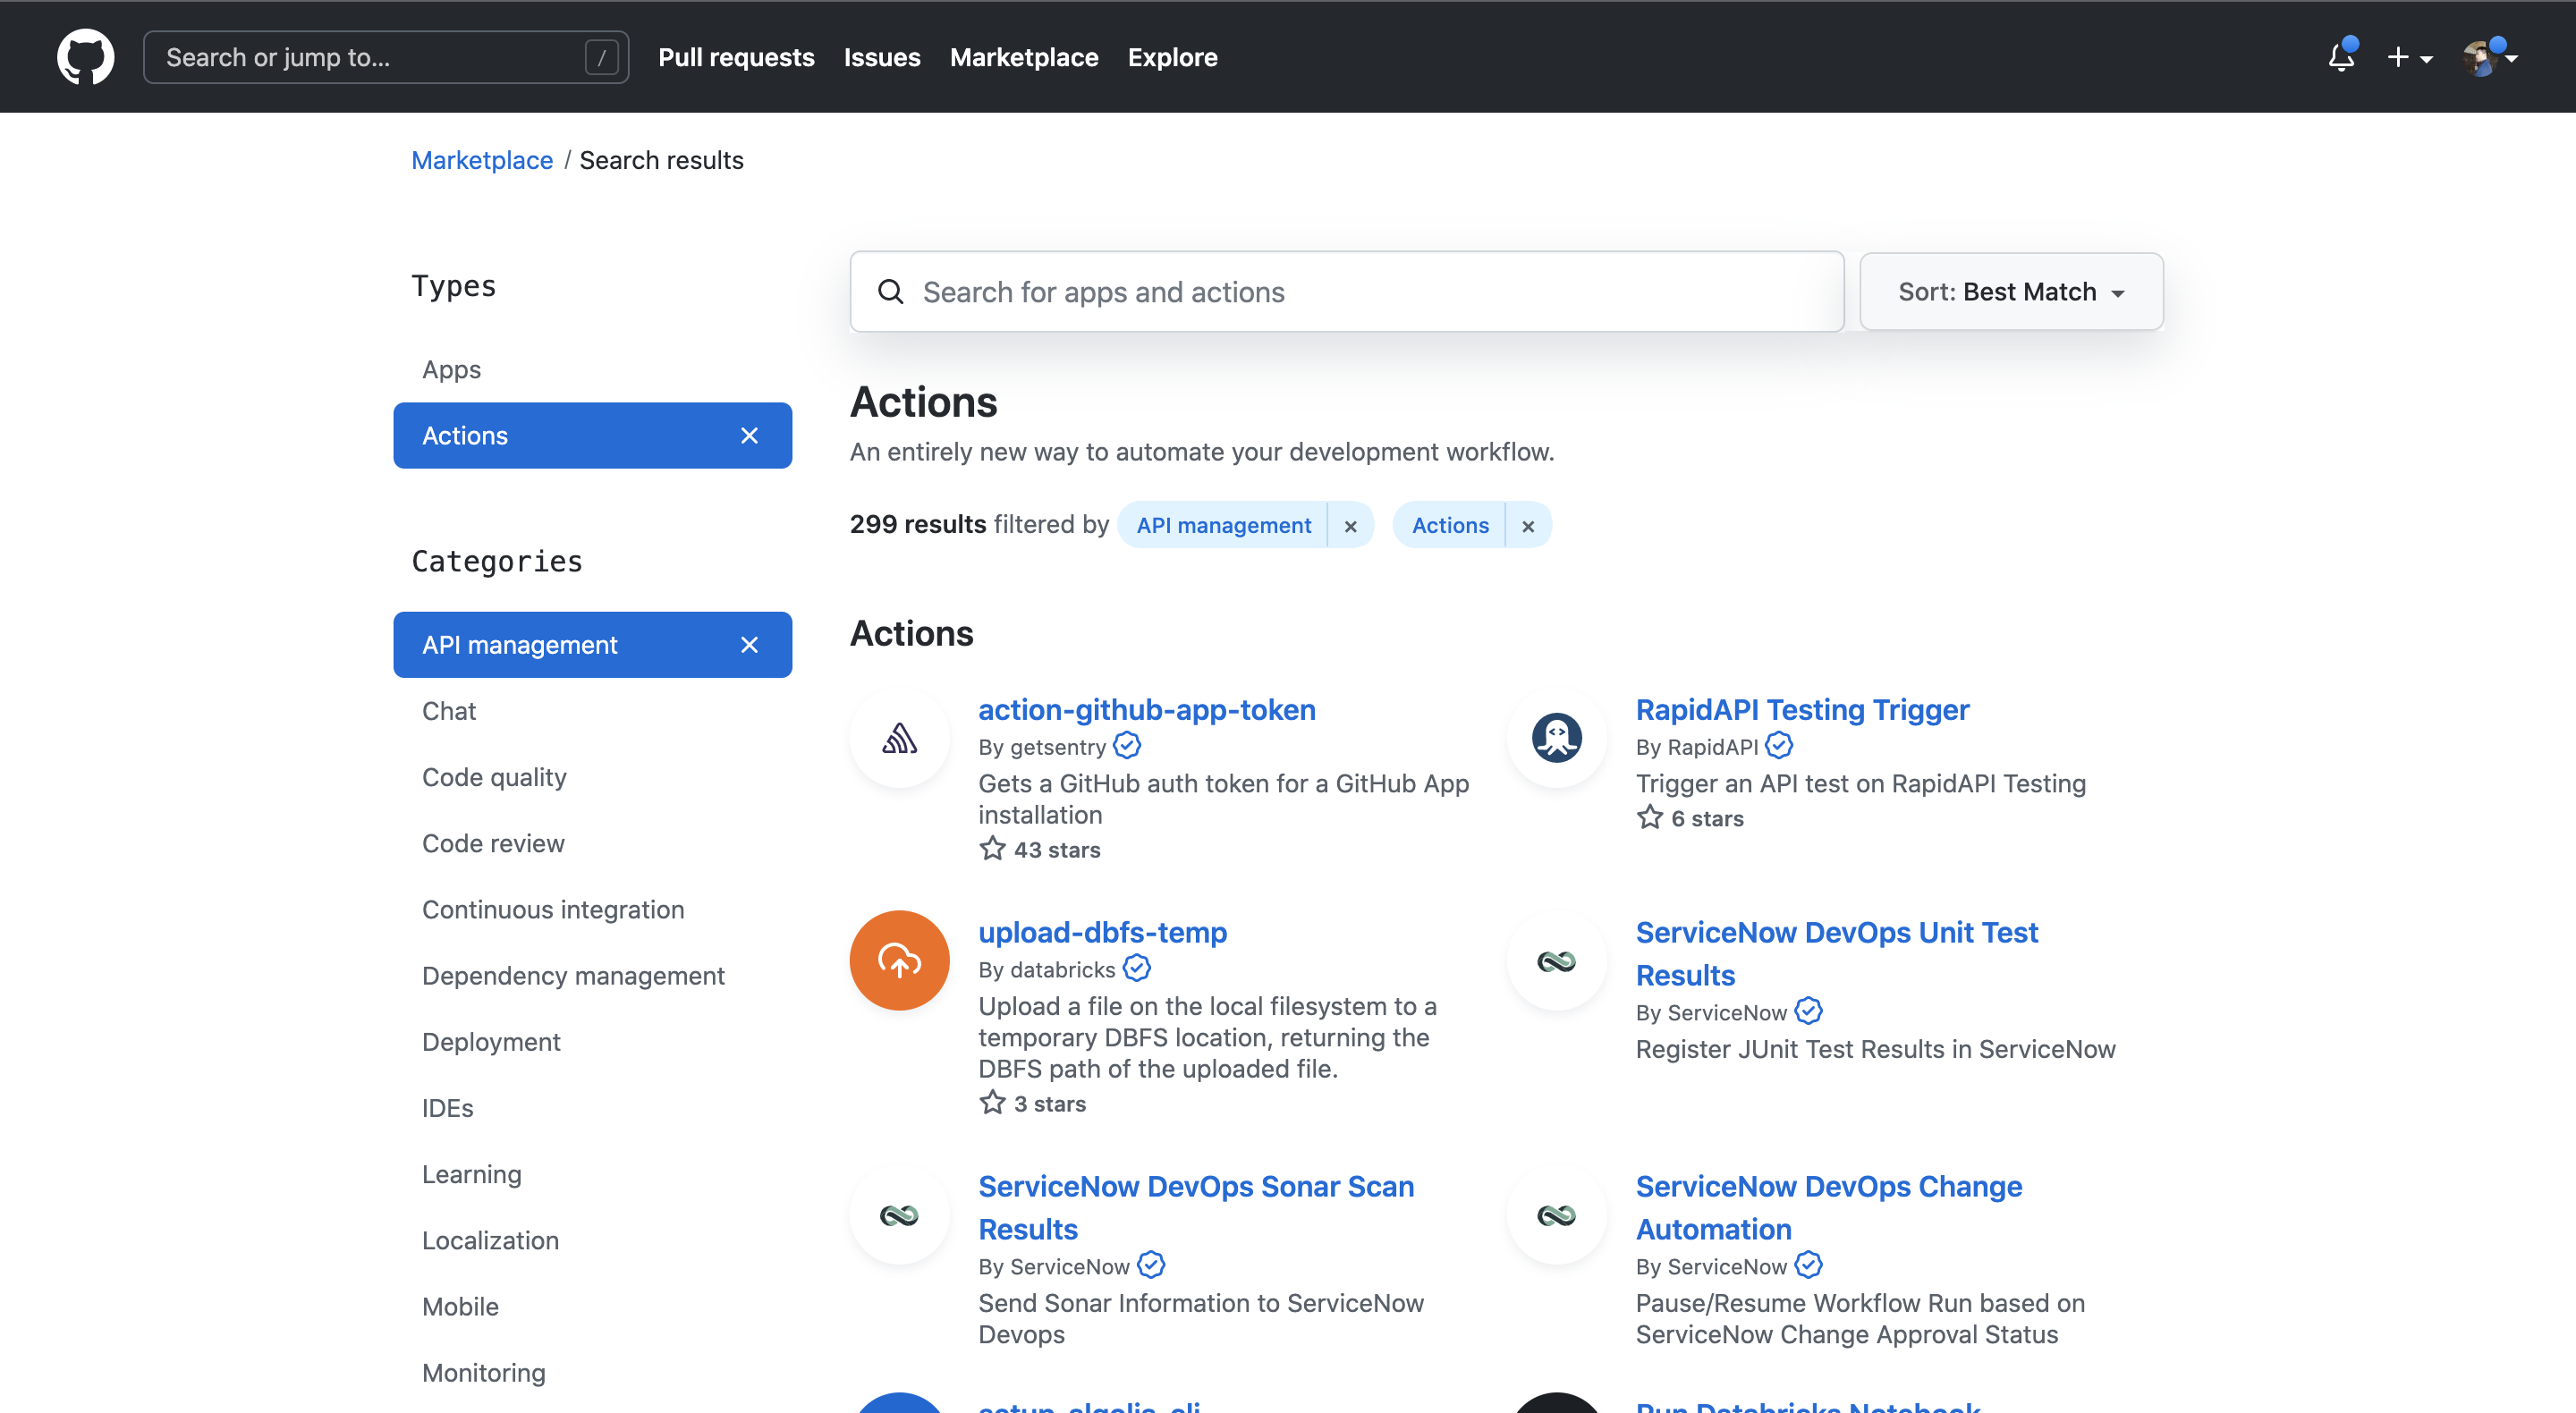 Search or jump to...
/
Pull requests
Issues
Marketplace
Explore
Marketplace / Search results
Types
Apps
Actions
Categories
API management
Chat
Code quality
Code review
Continuous integration
Dependency management
Deployment
IDEs
Learning
Localization
Mobile
Monitoring
Search for apps and actions
Sort: Best Match
Actions
An entirely new way to automate your development workflow.
299 results filtered by API management × Actions ×
Actions
action-github-app-token
By getsentry
Gets a GitHub auth token for a GitHub App
installation
43 stars
RapidAPI Testing Trigger
By RapidAPI
Trigger an API test on RapidAPI Testing
6 stars
upload-dbfs-temp
By databricks
Upload a file on the local filesystem to a
temporary DBFS location, returning the
DBFS path of the uploaded file.
3 stars
ServiceNow DevOps Unit Test
Results
By ServiceNow
Register JUnit Test Results in ServiceNow
ServiceNow DevOps Sonar Scan
Results
By ServiceNow
Send Sonar Information to ServiceNow
Devops
ServiceNow DevOps Change
Automation
By ServiceNow
Pause/Resume Workflow Run based on
ServiceNow Change Approval Status
setup-algolia-cli
Run Databricks Notebook